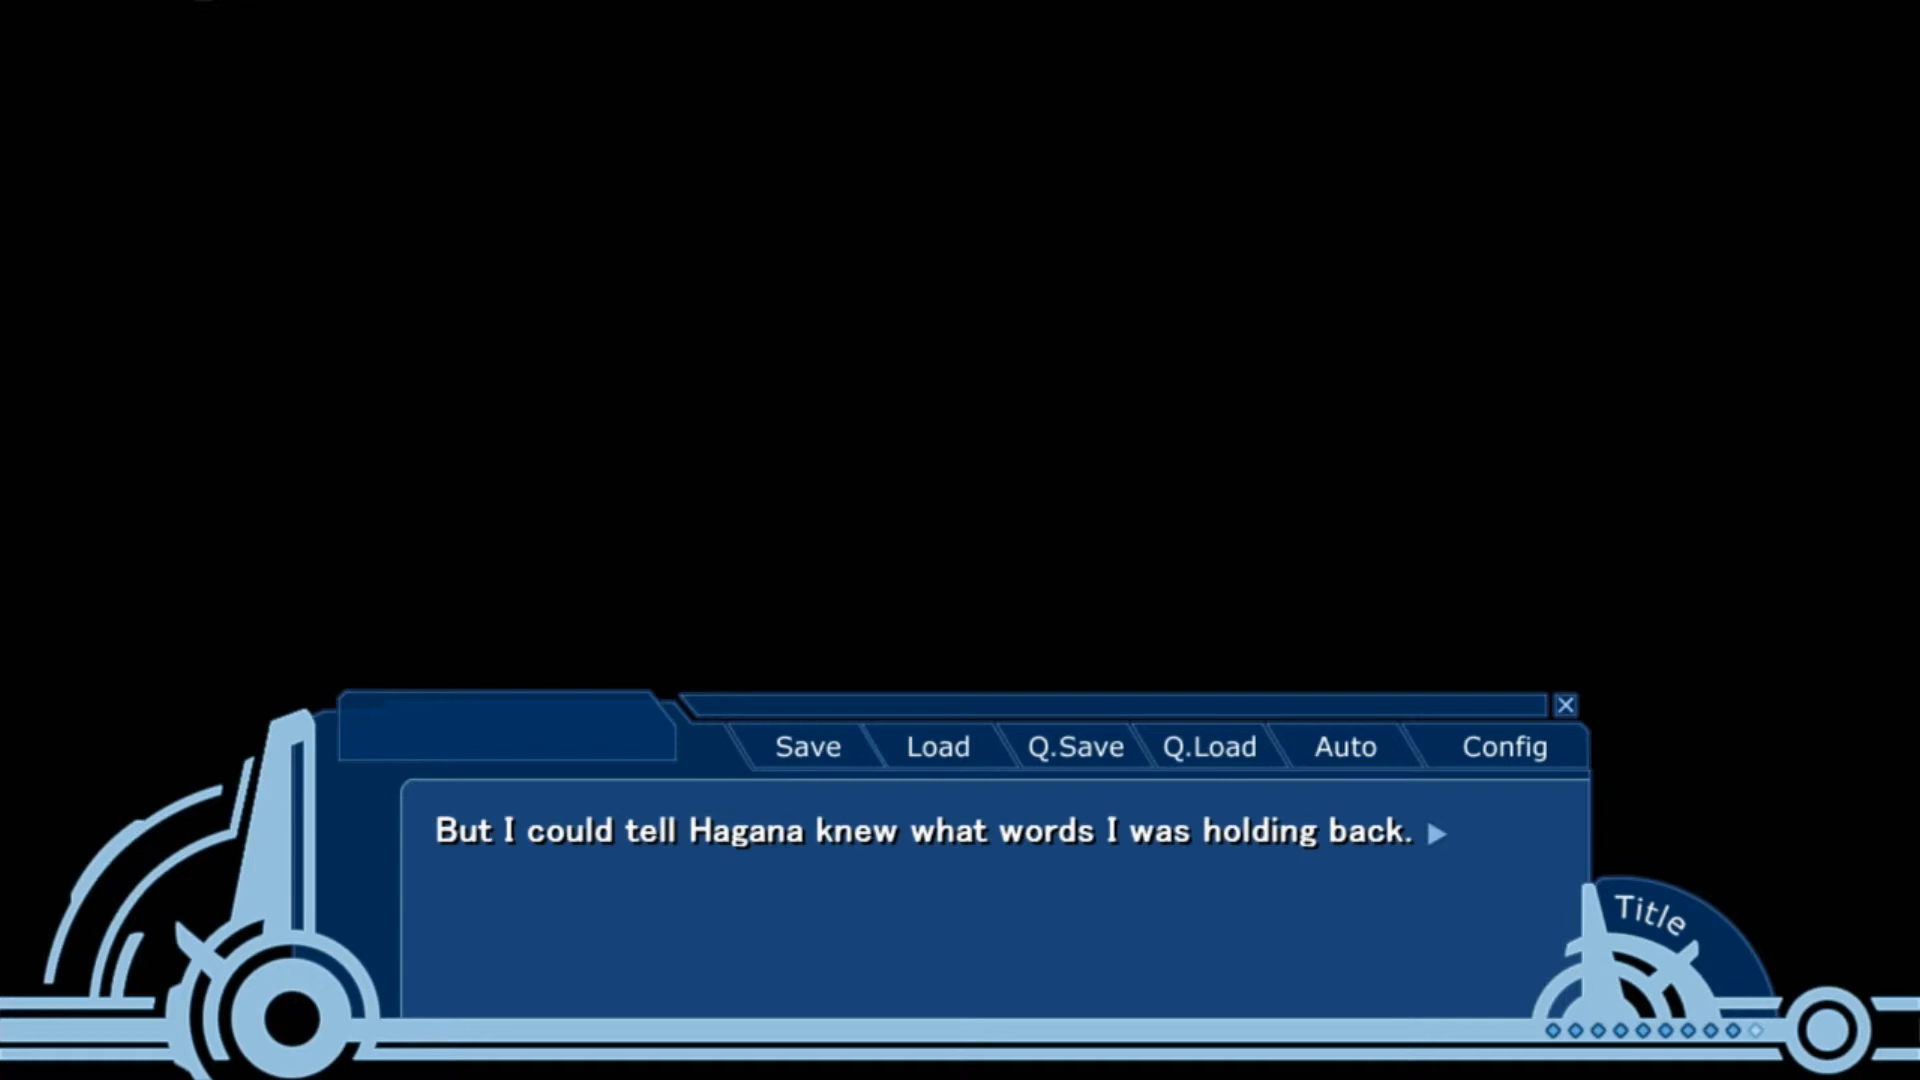 Save Load Q.Save Q.Load Auto Config
But I could tell Hagana knew what words I was holding back.
Title